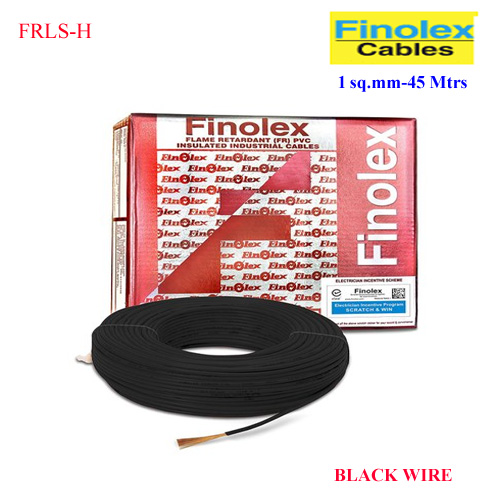 FRLS-H
Finolex
Cables
1 sq.mm-45 Mtrs
Finolex
FLAME RETARDANT (FR) PVC
INSULATED INDUSTRIAL CABLES
Finolex
ELECTRICIAN INCENTIVE SCHEME
Finolex
Electrician Incentive Program
SCRATCH & WIN
BLACK WIRE